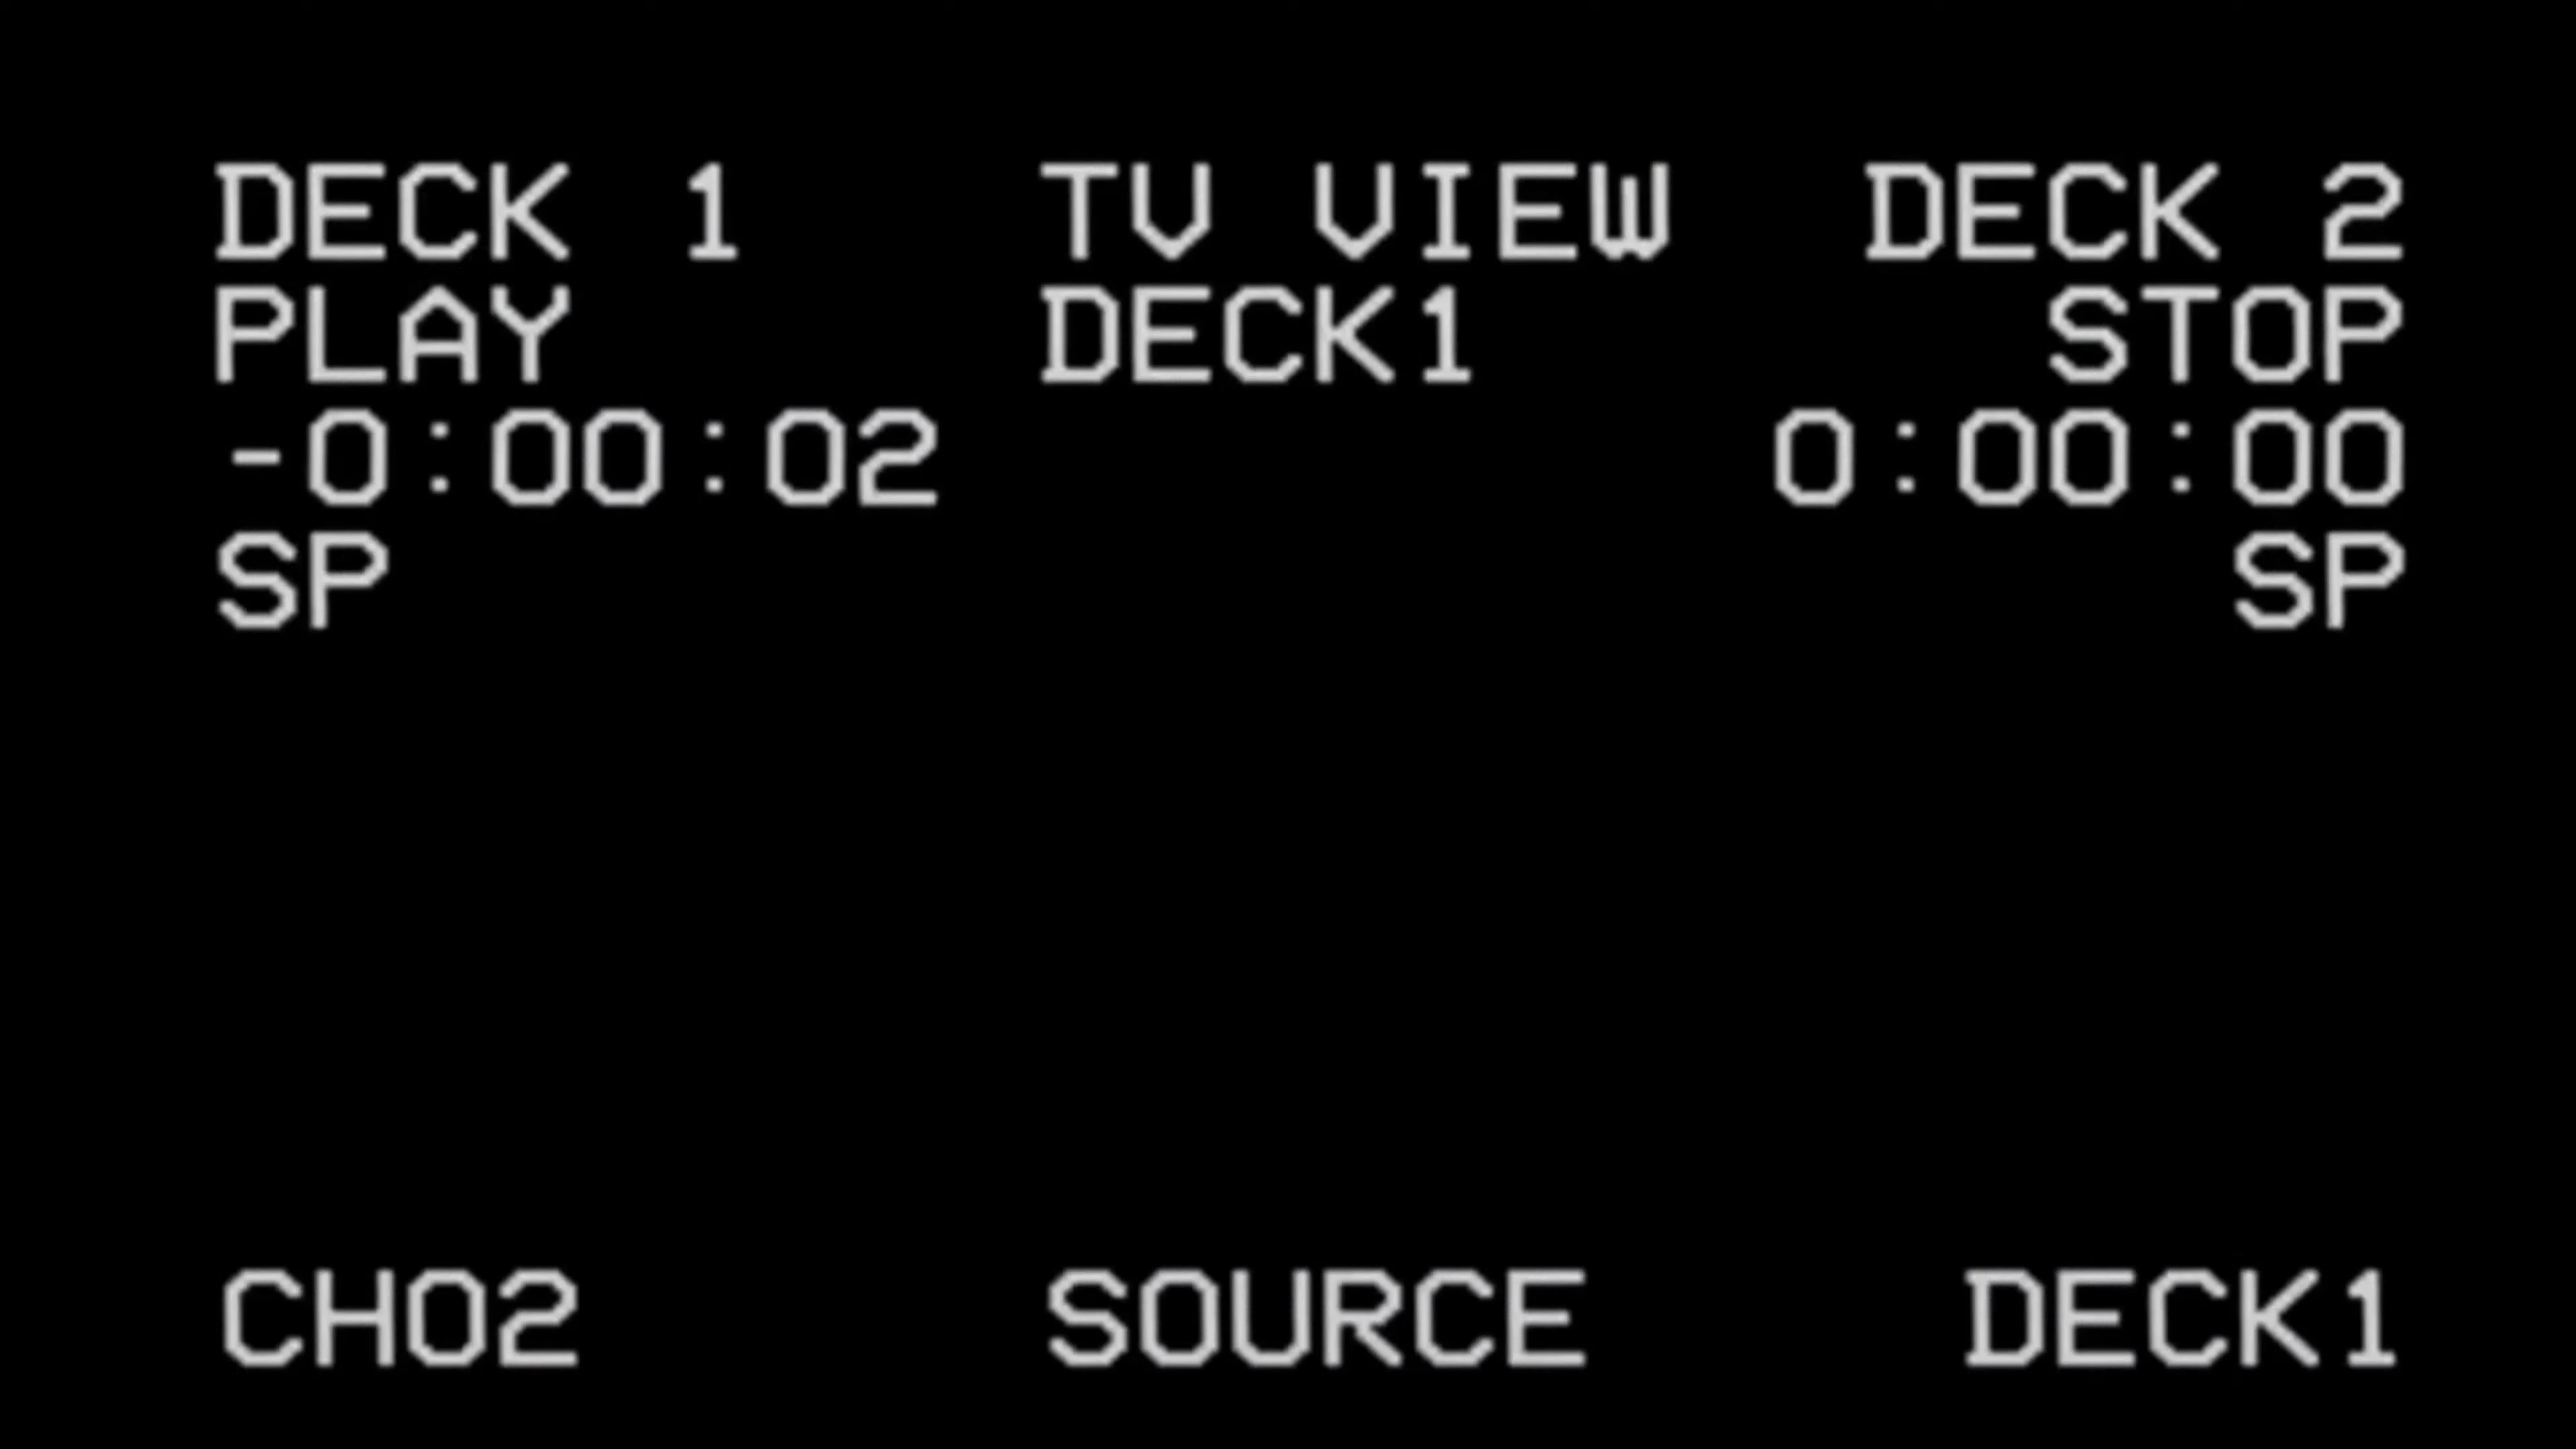 DECK 1 TV VIEW DECK 2
PLAY DECK1 STOP
-0:00:02 0:00:00
SP SP
CH02 SOURCE DECK1